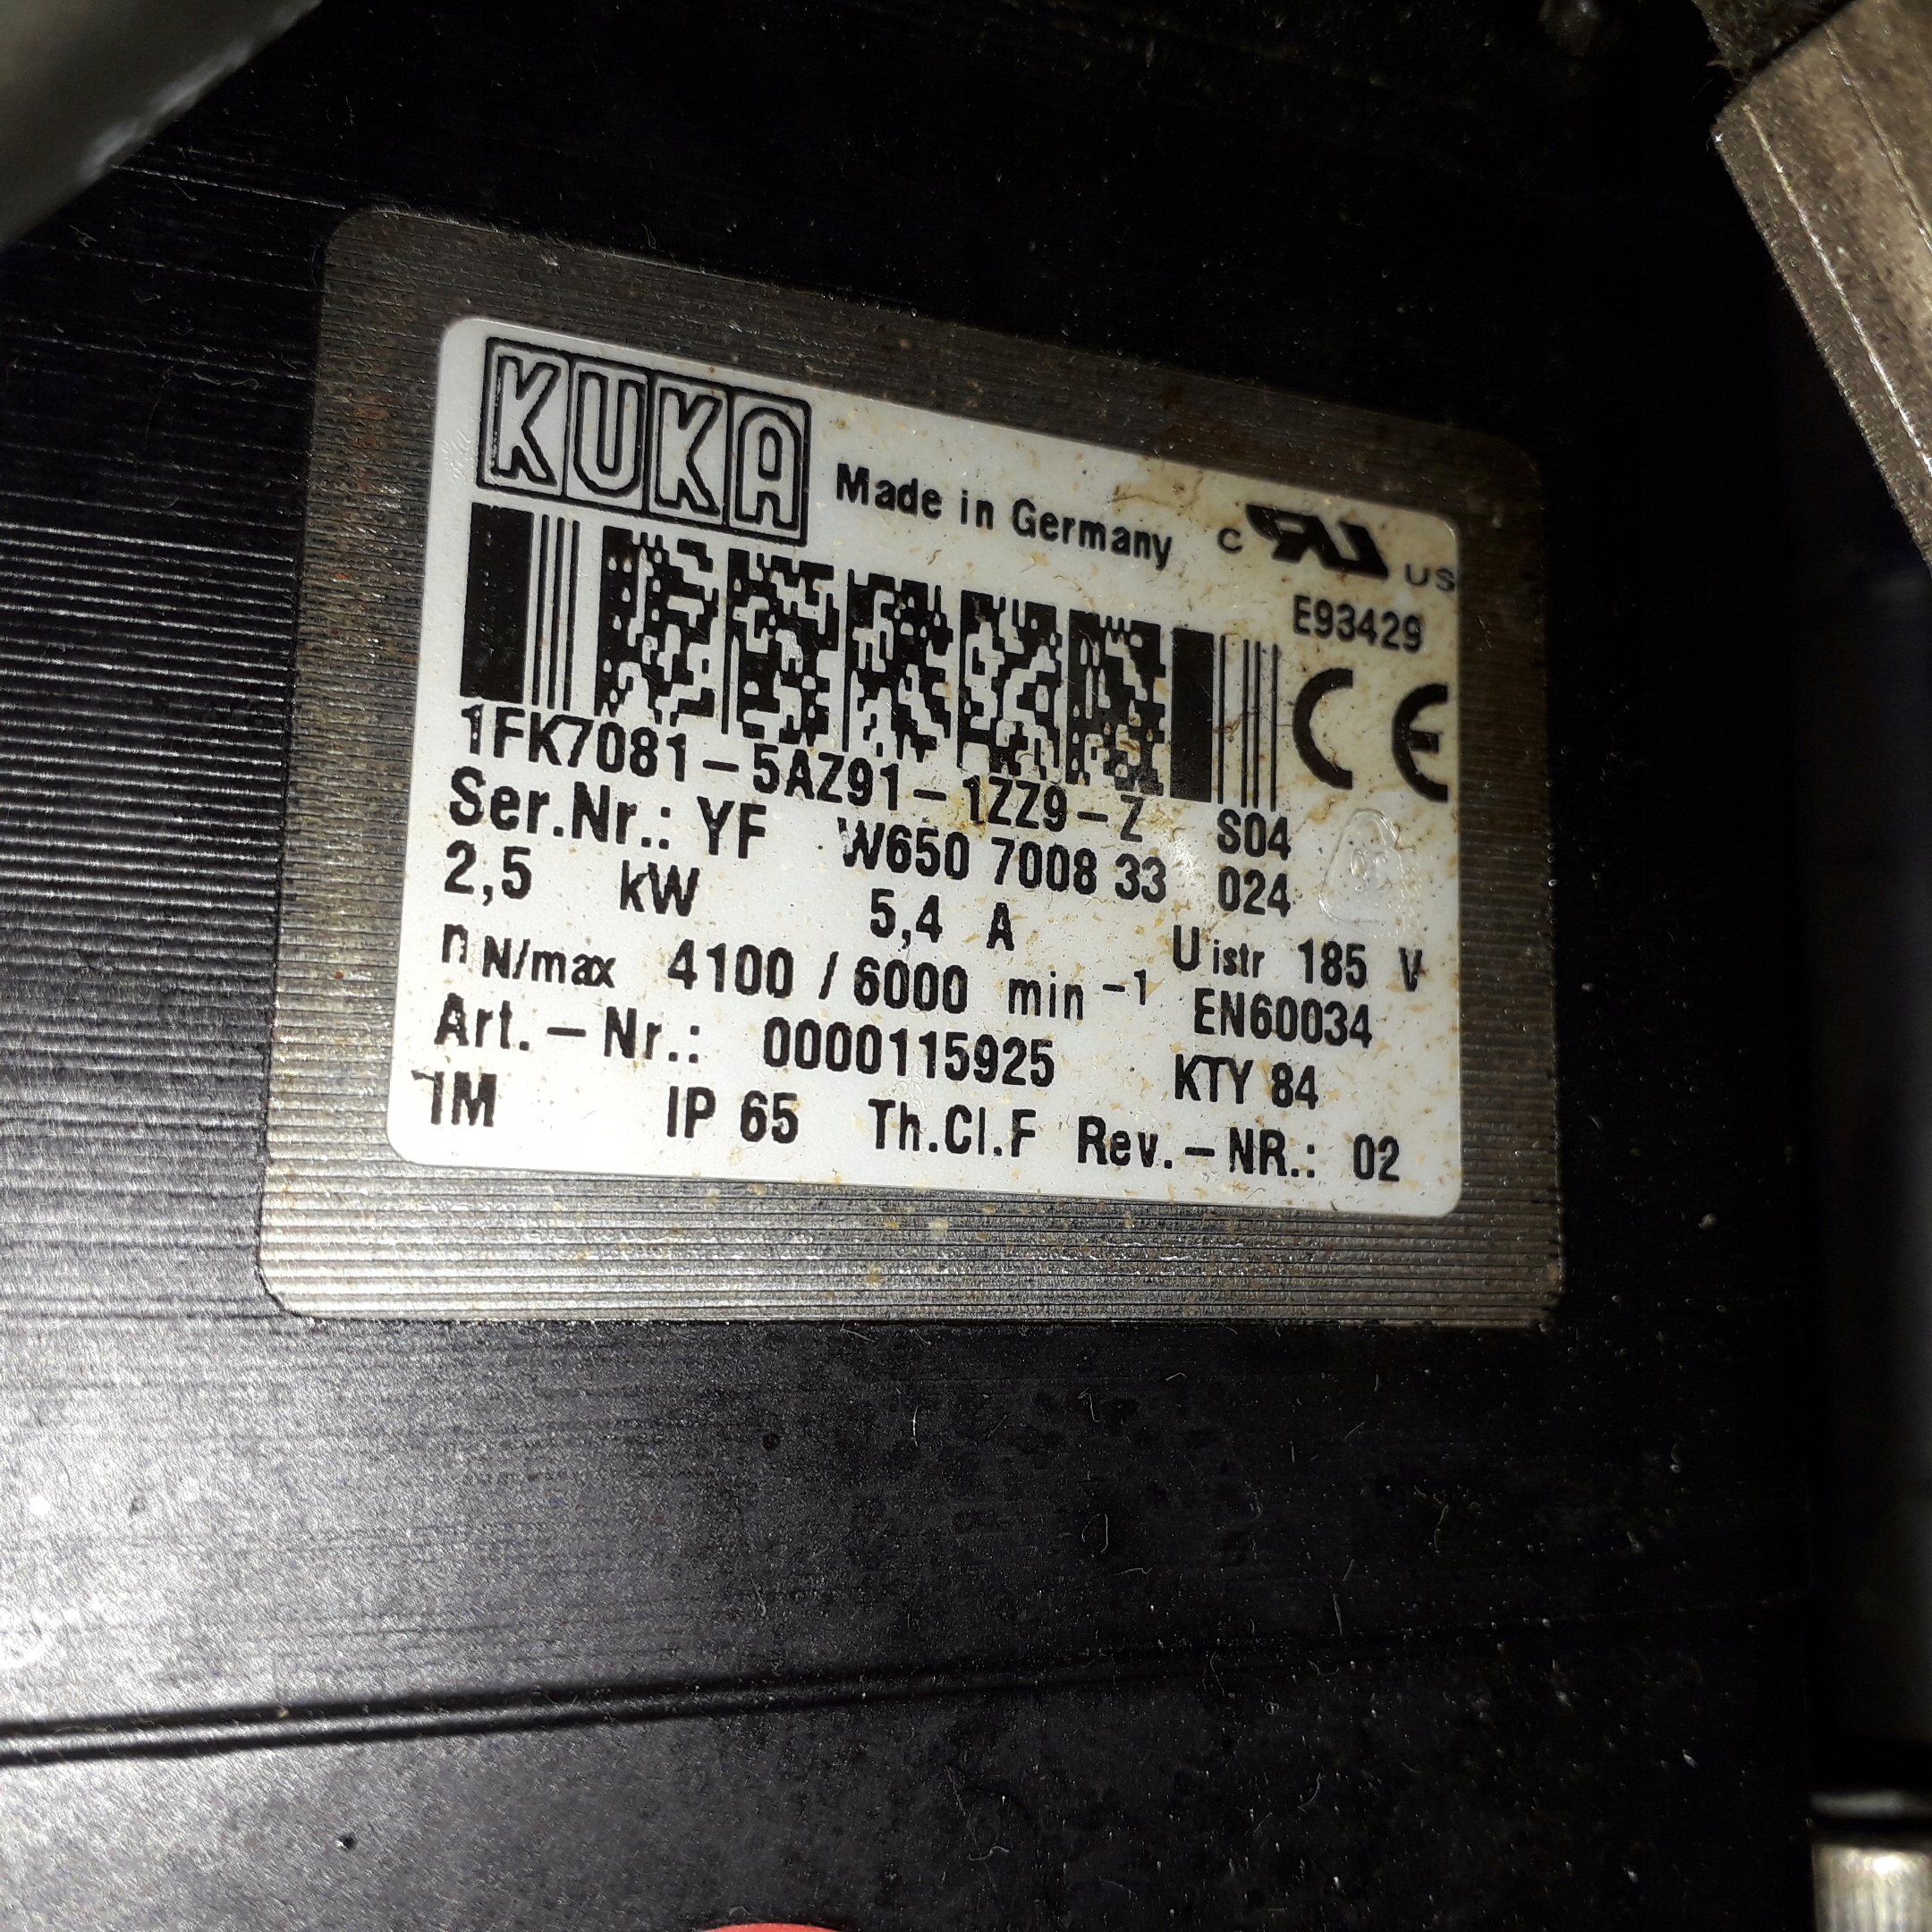 KUKA Made in Germany c RU US
E93429
CE
1FK7081-5AZ91-1ZZ9-Z S04
Ser.Nr.: YF W650 7008 33 024
2,5 kW 5,4 A U istr 185 V
n N/max 4100 / 6000 min -1 EN60034
Art.-Nr.: 0000115925 KTY 84
IM IP 65 Th.Cl.F Rev.-NR.: 02